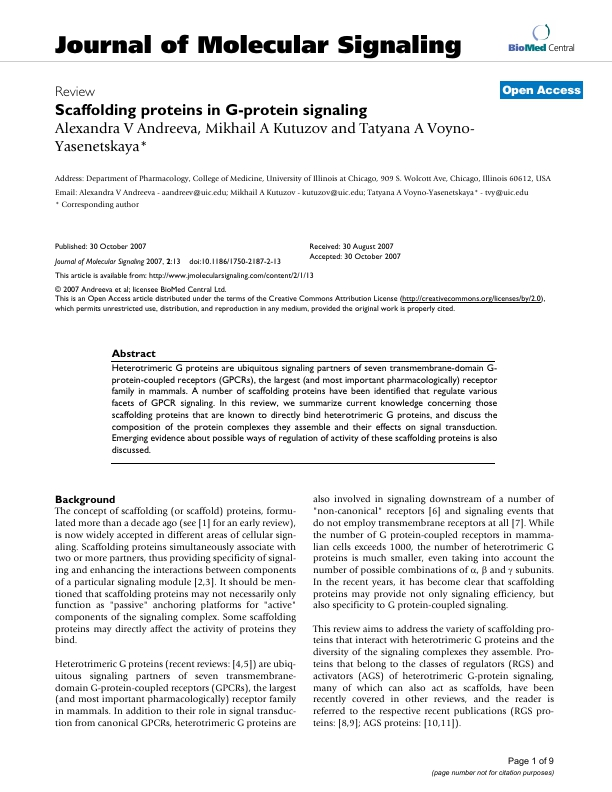 Journal of Molecular Signaling
BioMed Central
Review
Open Access
Scaffolding proteins in G-protein signaling
Alexandra V Andreeva, Mikhail A Kutuzov and Tatyana A Voyno-
Yasenetskaya*
Address: Department of Pharmacology, College of Medicine, University of Illinois at Chicago, 909 S. Wolcott Ave, Chicago, Illinois 60612, USA
Email: Alexandra V Andreeva - aandreev@uic.edu; Mikhail A Kutuzov - kutuzov@uic.edu; Tatyana A Voyno-Yasenetskaya* - tvy@uic.edu
* Corresponding author
Published: 30 October 2007
Journal of Molecular Signaling 2007, 2:13 doi:10.1186/1750-2187-2-13
Received: 30 August 2007
Accepted: 30 October 2007
This article is available from: http://www.jmolecularsignaling.com/content/2/1/13
© 2007 Andreeva et al; licensee BioMed Central Ltd.
This is an Open Access article distributed under the terms of the Creative Commons Attribution License (http://creativecommons.org/licenses/by/2.0),
which permits unrestricted use, distribution, and reproduction in any medium, provided the original work is properly cited.
Abstract
Heterotrimeric G proteins are ubiquitous signaling partners of seven transmembrane-domain G-
protein-coupled receptors (GPCRs), the largest (and most important pharmacologically) receptor
family in mammals. A number of scaffolding proteins have been identified that regulate various
facets of GPCR signaling. In this review, we summarize current knowledge concerning those
scaffolding proteins that are known to directly bind heterotrimeric G proteins, and discuss the
composition of the protein complexes they assemble and their effects on signal transduction.
Emerging evidence about possible ways of regulation of activity of these scaffolding proteins is also
discussed.
Background
The concept of scaffolding (or scaffold) proteins, formu-
lated more than a decade ago (see [1] for an early review),
is now widely accepted in different areas of cellular sign-
aling. Scaffolding proteins simultaneously associate with
two or more partners, thus providing specificity of signal-
ing and enhancing the interactions between components
of a particular signaling module [2,3]. It should be men-
tioned that scaffolding proteins may not necessarily only
function as "passive" anchoring platforms for "active"
components of the signaling complex. Some scaffolding
proteins may directly affect the activity of proteins they
bind.
Heterotrimeric G proteins (recent reviews: [4,5]) are ubiq-
uitous signaling partners of seven transmembrane-
domain G-protein-coupled receptors (GPCRs), the largest
(and most important pharmacologically) receptor family
in mammals. In addition to their role in signal transduc-
tion from canonical GPCRs, heterotrimeric G proteins are
also involved in signaling downstream of a number of
"non-canonical" receptors [6] and signaling events that
do not employ transmembrane receptors at all [7]. While
the number of G protein-coupled receptors in mamma-
lian cells exceeds 1000, the number of heterotrimeric G
proteins is much smaller, even taking into account the
number of possible combinations of α, β and γ subunits.
In the recent years, it has become clear that scaffolding
proteins may provide not only signaling efficiency, but
also specificity to G protein-coupled signaling.
This review aims to address the variety of scaffolding pro-
teins that interact with heterotrimeric G proteins and the
diversity of the signaling complexes they assemble. Pro-
teins that belong to the classes of regulators (RGS) and
activators (AGS) of heterotrimeric G-protein signaling,
many of which can also act as scaffolds, have been
recently covered in other reviews, and the reader is
referred to the respective recent publications (RGS pro-
teins: [8,9]; AGS proteins: [10,11]).
Page 1 of 9
(page number not for citation purposes)